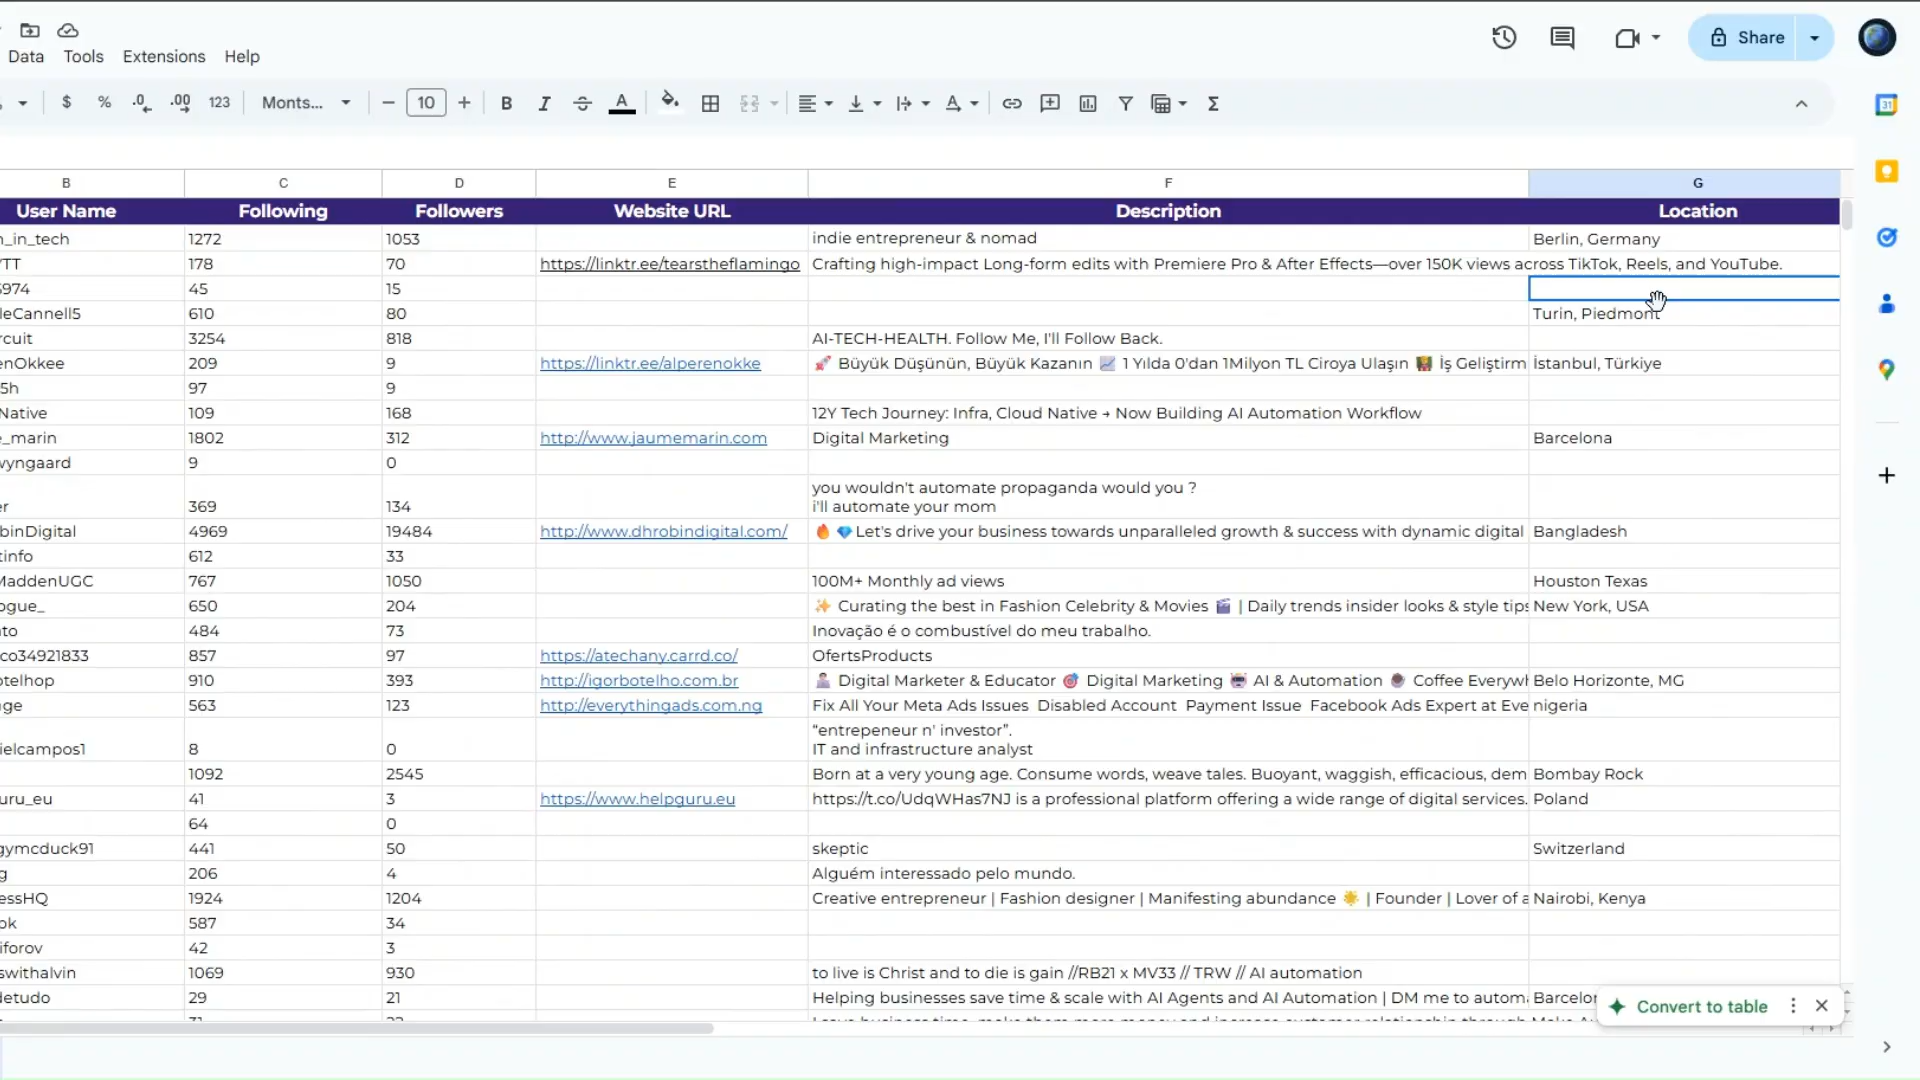 Data Tools Extensions Help
Share
$ % .0 .00 123 Monts... 10 B I A
31
B C D E F G
User Name Following Followers Website URL Description Location
n_in_tech 1272 1053 indie entrepreneur & nomad Berlin, Germany
TT 178 70 https://linktr.ee/tearstheflamingo Crafting high-impact Long-form edits with Premiere Pro & After Effects—over 150K views across TikTok, Reels, and YouTube.
974 45 15
leCannell5 610 80 Turin, Piedmont
rcuit 3254 818 AI-TECH-HEALTH. Follow Me, I'll Follow Back.
enOkkee 209 9 https://linktr.ee/alperenokke 🚀 Büyük Düşünün, Büyük Kazanın 📈 1 Yılda 0'dan 1Milyon TL Ciroya Ulaşın İş Geliştirm İstanbul, Türkiye
5h 97 9
Native 109 168 12Y Tech Journey: Infra, Cloud Native → Now Building AI Automation Workflow
e_marin 1802 312 http://www.jaumemarin.com Digital Marketing Barcelona
wyngaard 9 0
you wouldn't automate propaganda would you ?
er 369 134 i'll automate your mom
binDigital 4969 19484 http://www.dhrobindigital.com/ 🔥 💎 Let's drive your business towards unparalleled growth & success with dynamic digital Bangladesh
tinfo 612 33
MaddenUGC 767 1050 100M+ Monthly ad views Houston Texas
ogue_ 650 204 ✨ Curating the best in Fashion Celebrity & Movies 🎬 | Daily trends insider looks & style tips New York, USA
ato 484 73 Inovação é o combustível do meu trabalho.
co34921833 857 97 https://atechany.carrd.co/ OfertsProducts
otelhop 910 393 http://igorbotelho.com.br Digital Marketer & Educator 🎯 Digital Marketing AI & Automation Coffee Everywh Belo Horizonte, MG
ge 563 123 http://everythingads.com.ng Fix All Your Meta Ads Issues Disabled Account Payment Issue Facebook Ads Expert at Eve nigeria
“entrepeneur n' investor”.
ielcampos1 8 0 IT and infrastructure analyst
1092 2545 Born at a very young age. Consume words, weave tales. Buoyant, waggish, efficacious, dem Bombay Rock
uru_eu 41 3 https://www.helpguru.eu https://t.co/UdqWHas7NJ is a professional platform offering a wide range of digital services. Poland
64 0
gymcduck91 441 50 skeptic Switzerland
g 206 4 Alguém interessado pelo mundo.
essHQ 1924 1204 Creative entrepreneur | Fashion designer | Manifesting abundance 🌟 | Founder | Lover of a Nairobi, Kenya
ok 587 34
iforov 42 3
swithalvin 1069 930 to live is Christ and to die is gain //RB21 x MV33 // TRW // AI automation
detudo 29 21 Helping businesses save time & scale with AI Agents and AI Automation | DM me to autom Barcelon
Convert to table